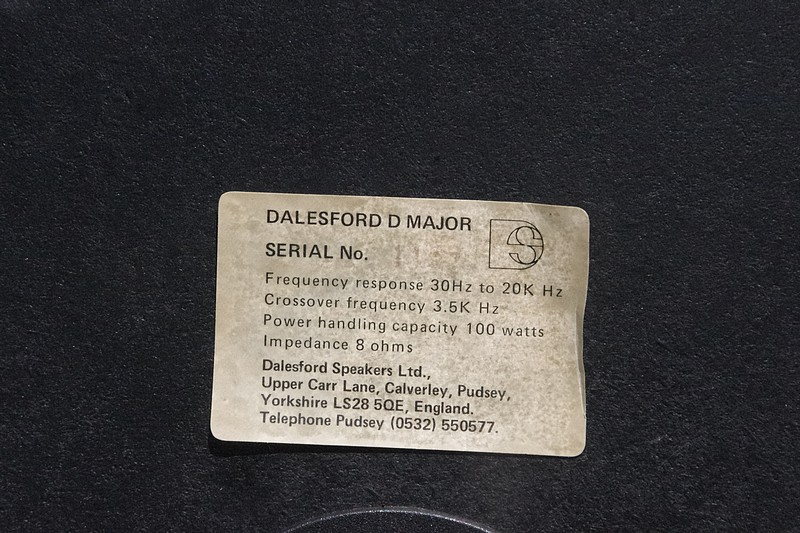 DALESFORD D MAJOR
DS
SERIAL No.
Frequency response 30Hz to 20K Hz
Crossover frequency 3.5K Hz
Power handling capacity 100 watts
Impedance 8 ohms
Dalesford Speakers Ltd.,
Upper Carr Lane, Calverley, Pudsey,
Yorkshire LS28 5QE, England.
Telephone Pudsey (0532) 550577.